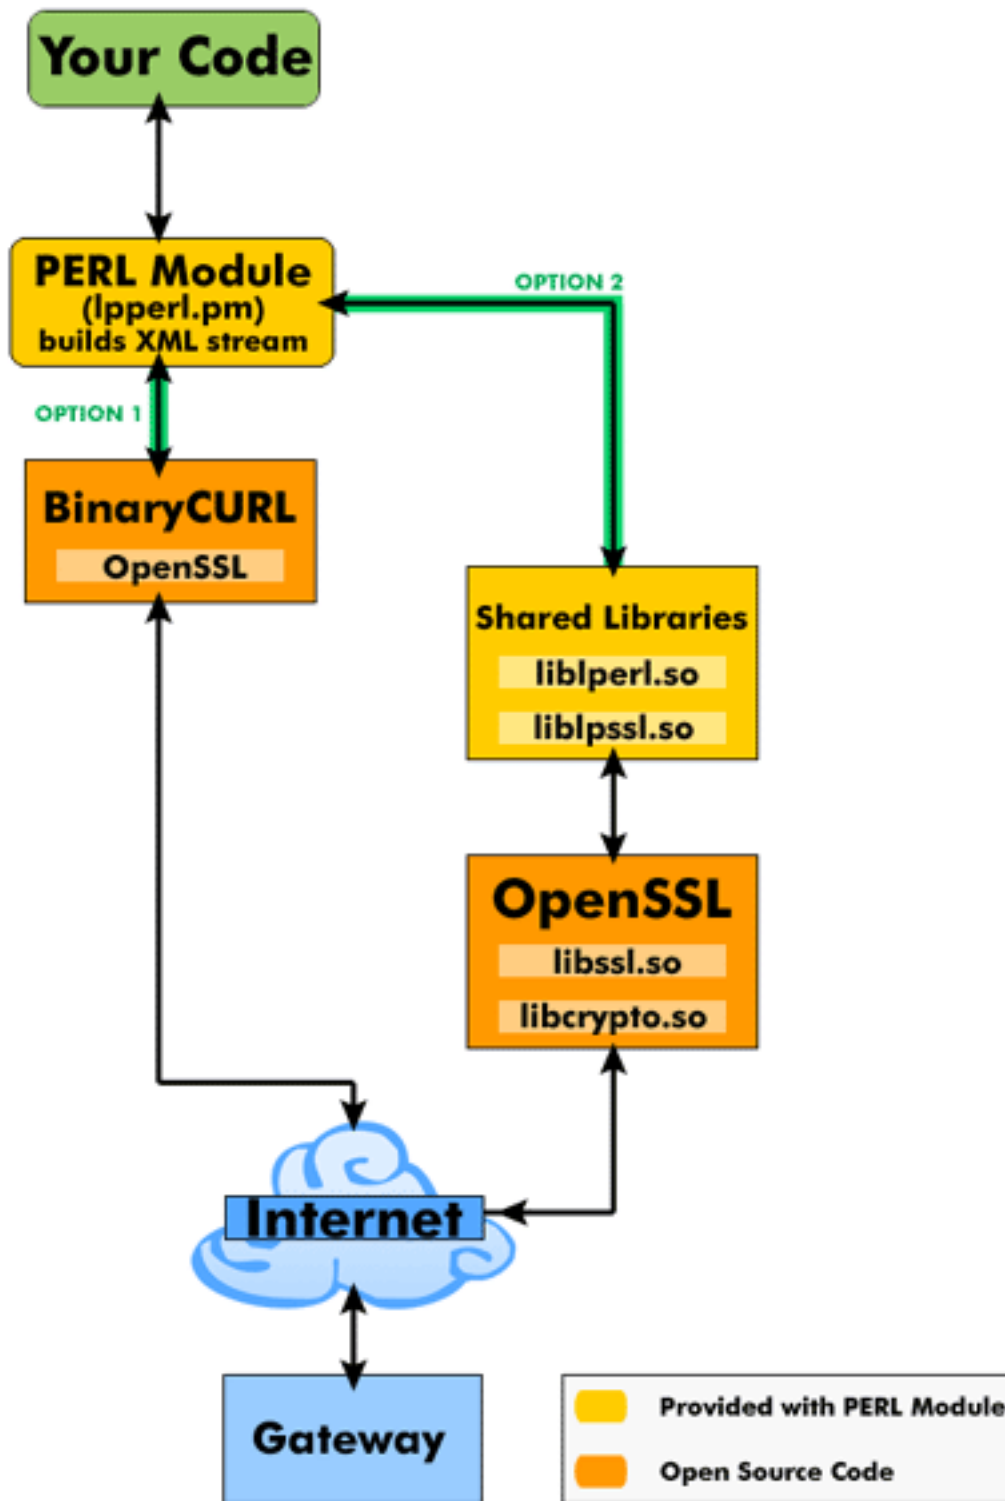 Your Code
PERL Module
(lpperl.pm)
builds XML stream
OPTION 2
OPTION 1
BinaryCURL
OpenSSL
Shared Libraries
liblperl.so
liblpssl.so
OpenSSL
libssl.so
libcrypto.so
Internet
Gateway
Provided with PERL Module
Open Source Code